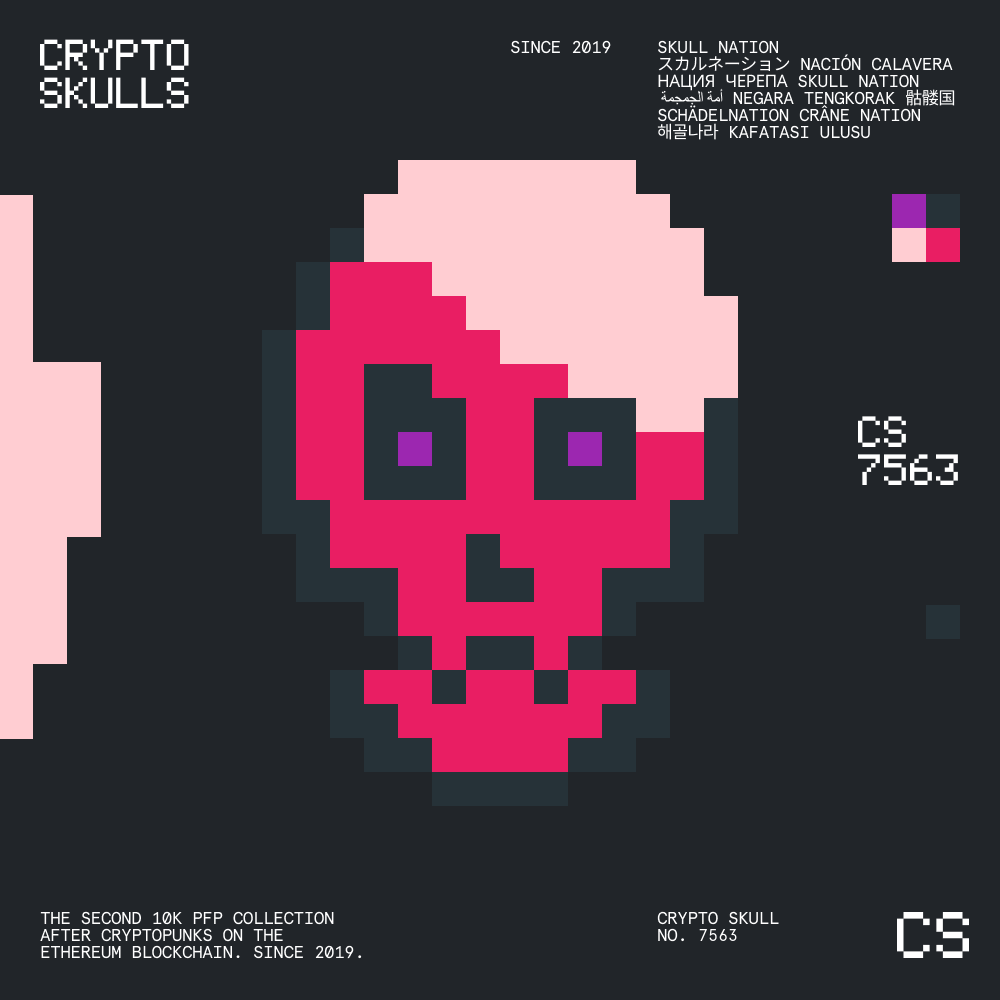 CRYPTO
SKULLS
SINCE 2019
SKULL NATION
スカルネーション NACIÓN CALAVERA
НАЦИЯ ЧЕРЕПА SKULL NATION
أمة الجمجمة NEGARA TENGKORAK 骷髅国
SCHÄDELNATION CRÂNE NATION
해골나라 KAFATASI ULUSU
CS
7563
THE SECOND 10K PFP COLLECTION
AFTER CRYPTOPUNKS ON THE
ETHEREUM BLOCKCHAIN. SINCE 2019.
CRYPTO SKULL
NO. 7563
CS